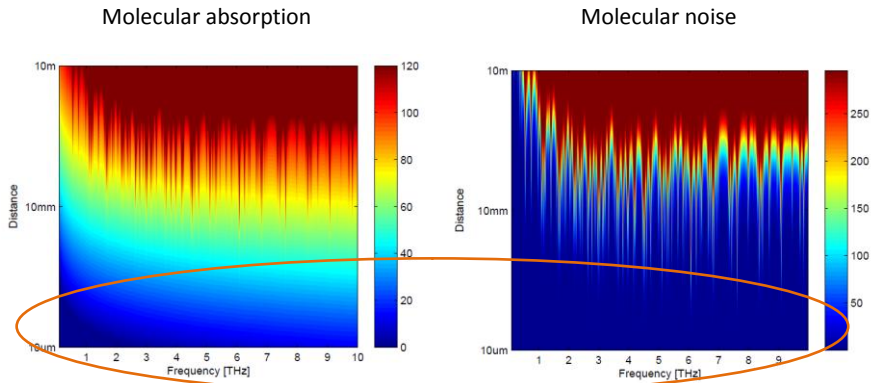 Molecular absorption
Molecular noise
10m
10mm
10um
Distance
1 2 3 4 5 6 7 8 9 10
Frequency [THz]
120
100
80
60
40
20
0
10m
10mm
10um
Distance
1 2 3 4 5 6 7 8 9
Frequency [THz]
250
200
150
100
50